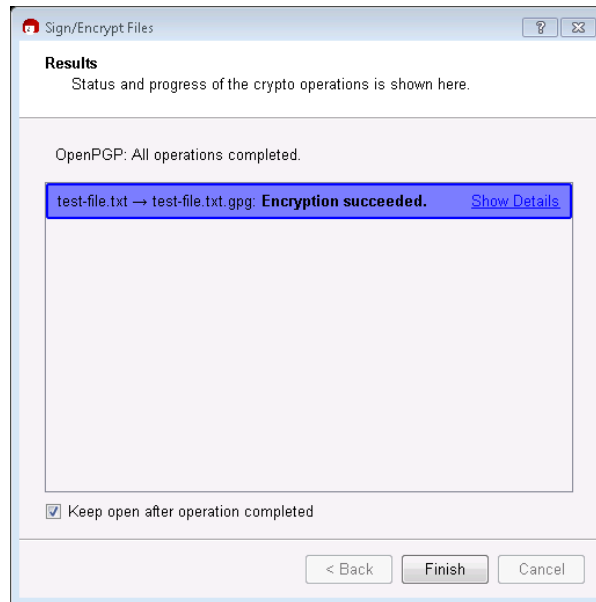 Sign/Encrypt Files
Results
Status and progress of the crypto operations is shown here.
OpenPGP: All operations completed.
test-file.txt → test-file.txt.gpg: Encryption succeeded. Show Details
Keep open after operation completed
< Back Finish Cancel